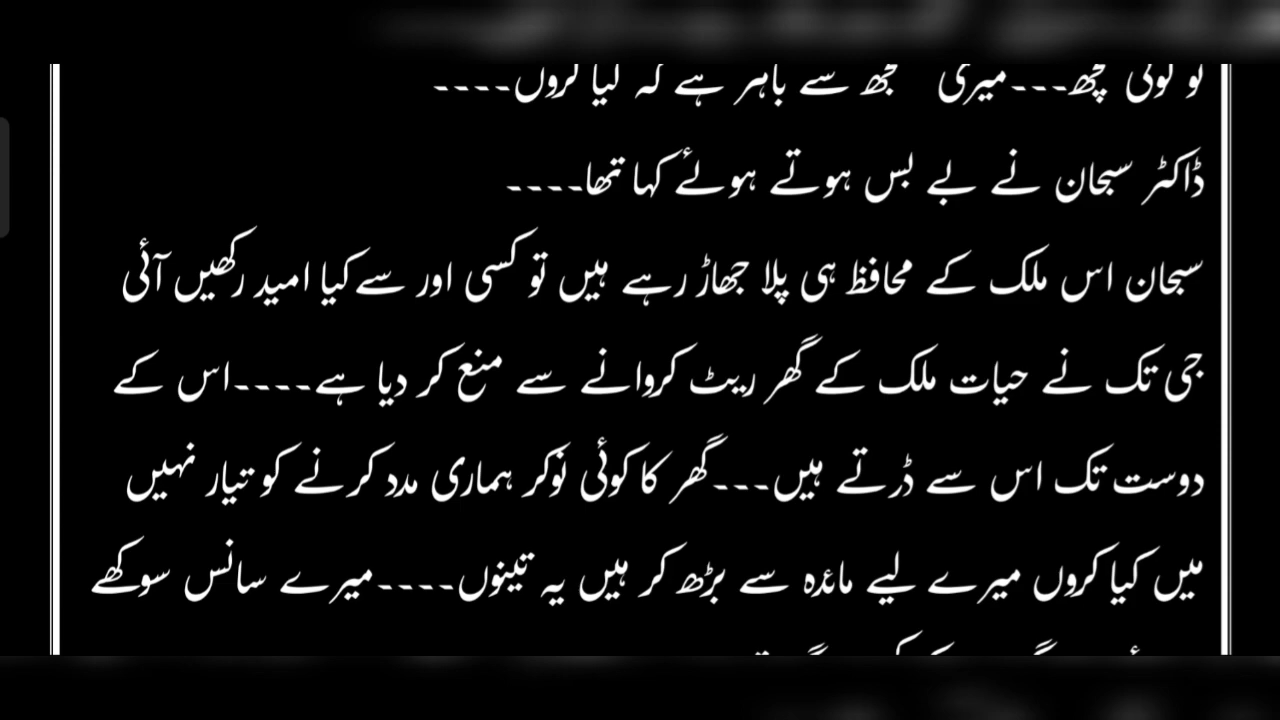 تو کوئی کچھ۔۔۔میری سمجھ سے باہر ہے کہ کیا کروں۔۔۔۔
ڈاکٹر سبحان نے بے بس ہوتے ہوئے کہا تھا۔۔۔۔
سبحان اس ملک کے محافظ ہی پلا جھاڑ رہے ہیں تو کسی اور سے کیا امید رکھیں آئی
جی تک نے حیات ملک کے گھر ریٹ کروانے سے منع کر دیا ہے۔۔۔۔اس کے
دوست تک اس سے ڈرتے ہیں۔۔۔گھر کا کوئی نوکر ہماری مدد کرنے کو تیار نہیں
میں کیا کروں میرے لیے مائدہ سے بڑھ کر ہیں یہ تینوں۔۔۔۔میرے سانس سوکھے